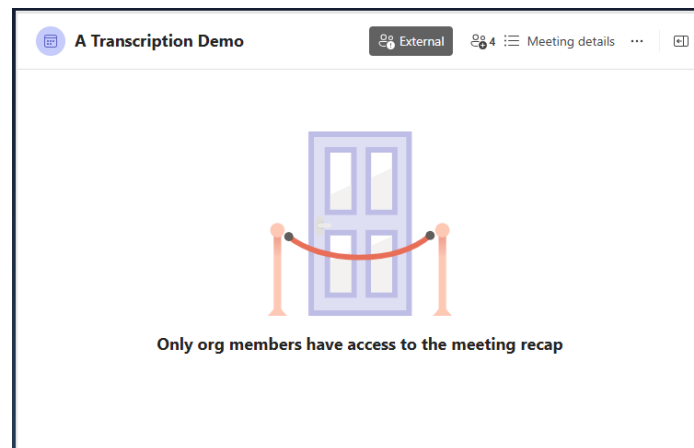 A Transcription Demo External 4 Meeting details ...
Only org members have access to the meeting recap